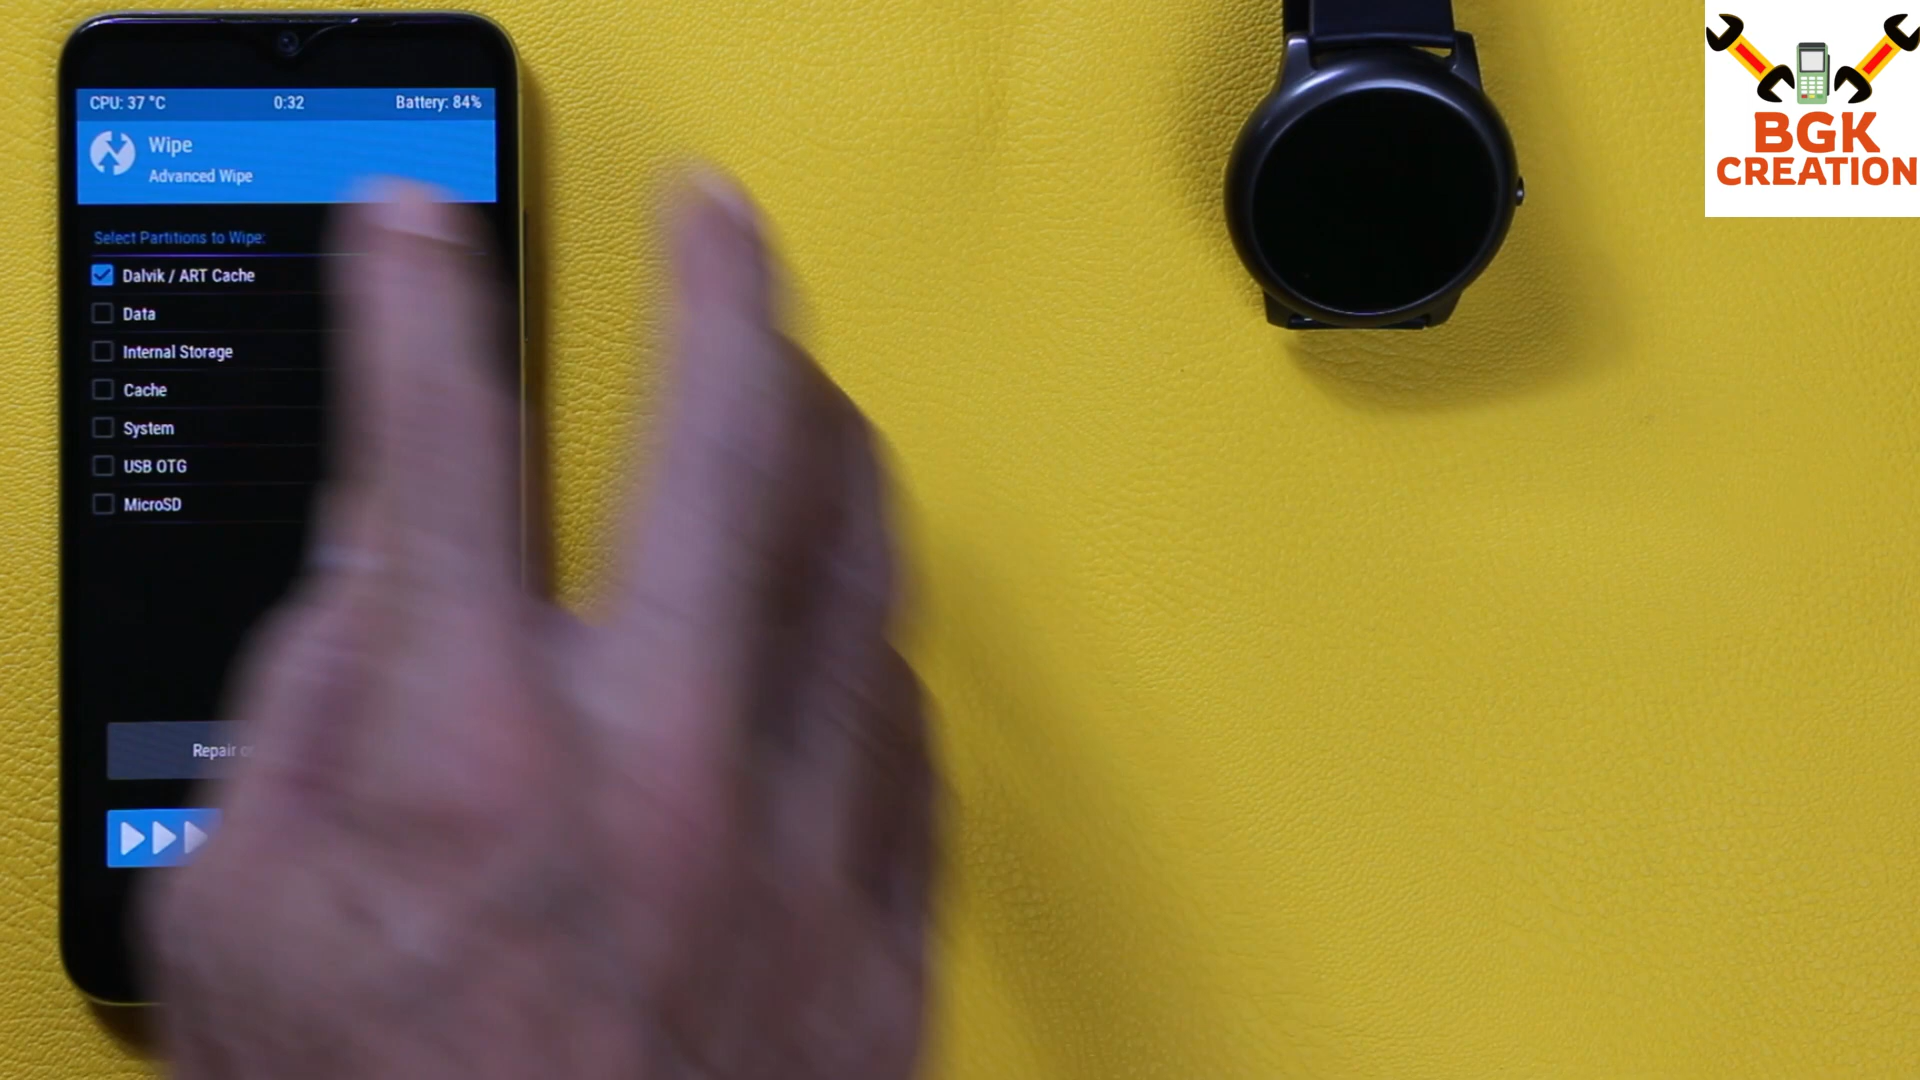 CPU: 37 °C 0:32 Battery: 84%
Wipe
Advanced Wipe
Select Partitions to Wipe:
Dalvik / ART Cache
Data
Internal Storage
Cache
System
USB OTG
MicroSD
Repair
BGK
CREATION